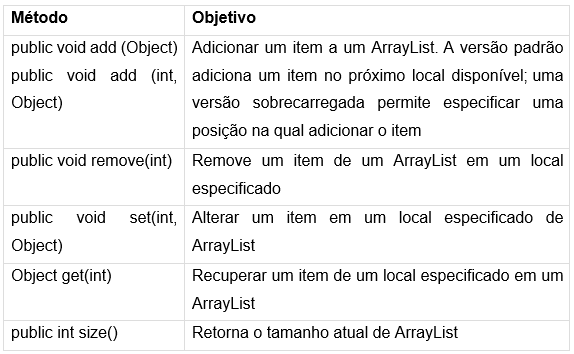 Método Objetivo
public void add (Object) Adicionar um item a um ArrayList. A versão padrão
public void add (int, adiciona um item no próximo local disponível; uma
Object) versão sobrecarregada permite especificar uma
posição na qual adicionar o item
public void remove(int) Remove um item de um ArrayList em um local
especificado
public void set(int, Alterar um item em um local especificado de
Object) ArrayList
Object get(int) Recuperar um item de um local especificado em um
ArrayList
public int size() Retorna o tamanho atual de ArrayList